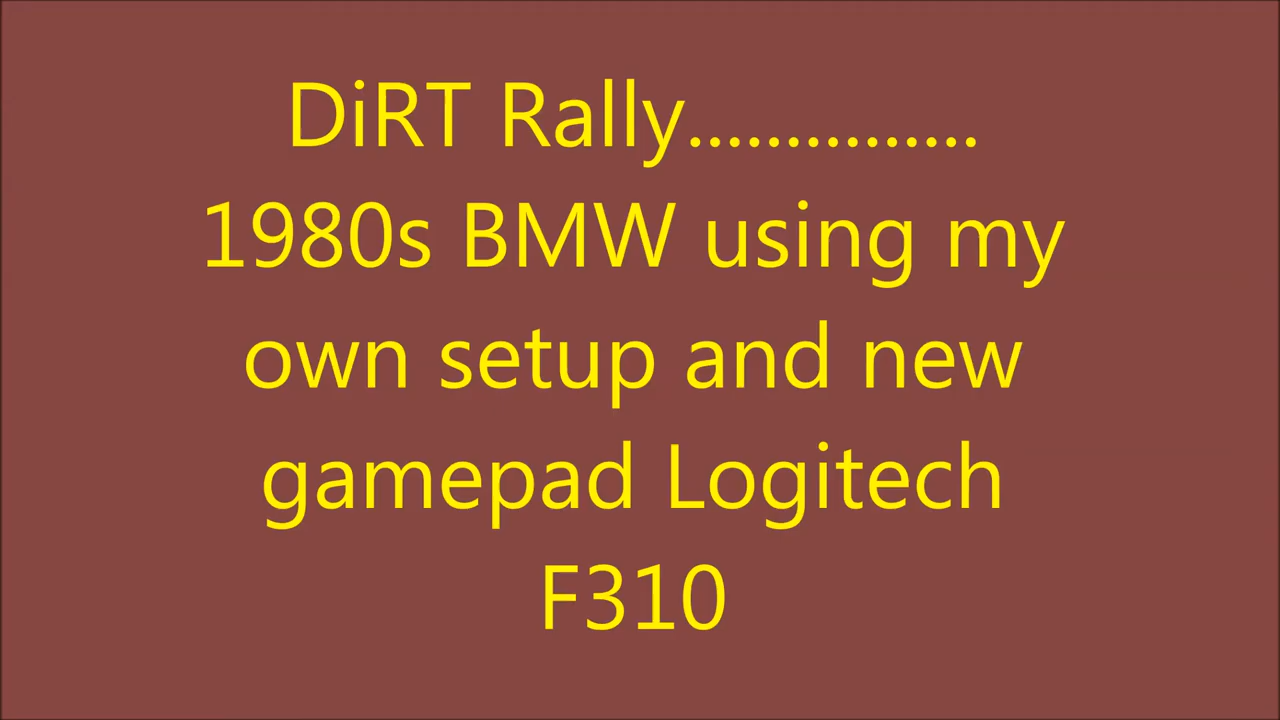 DiRT Rally...............
1980s BMW using my
own setup and new
gamepad Logitech
F310